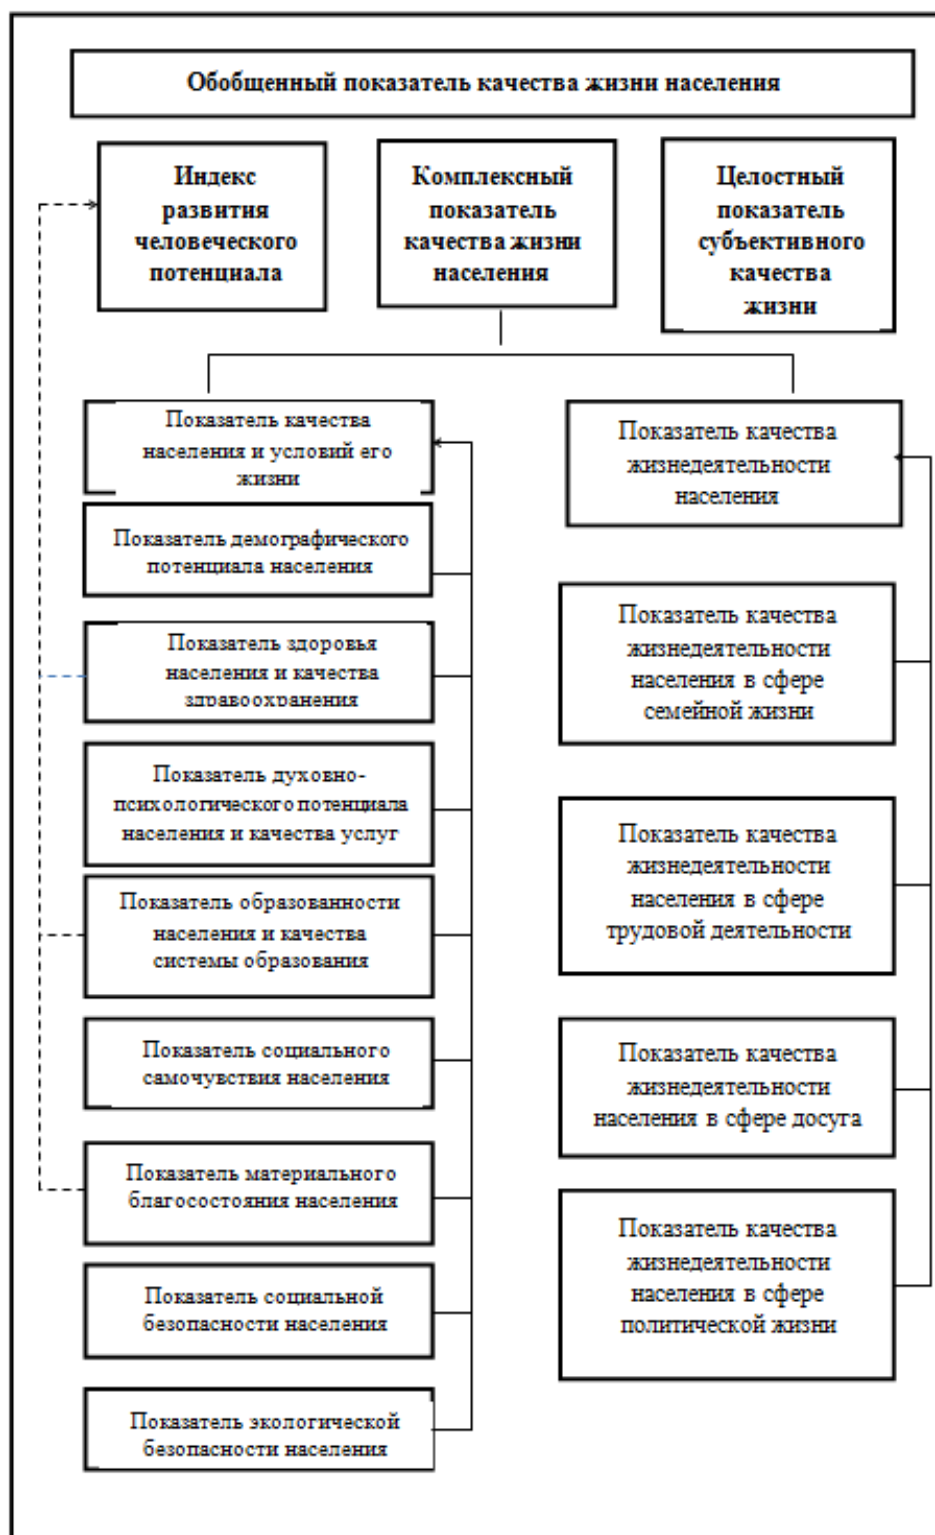 Обобщенный показатель качества жизни населения
Индекс
развития
человеческого
потенциала
Комплексный
показатель
качества жизни
населения
Целостный
показатель
субъективного
качества
жизни
Показатель качества
населения и условий его
жизни
Показатель демографического
потенциала населения
Показатель здоровья
населения и качества
здравоохранения
Показатель духовно-
психологического потенциала
населения и качества услуг
Показатель образованности
населения и качества
системы образования
Показатель социального
самочувствия населения
Показатель материального
благосостояния населения
Показатель социальной
безопасности населения
Показатель экологической
безопасности населения
Показатель качества
жизнедеятельности
населения
Показатель качества
жизнедеятельности
населения в сфере
семейной жизни
Показатель качества
жизнедеятельности
населения в сфере
трудовой деятельности
Показатель качества
жизнедеятельности
населения в сфере досуга
Показатель качества
жизнедеятельности
населения в сфере
политической жизни